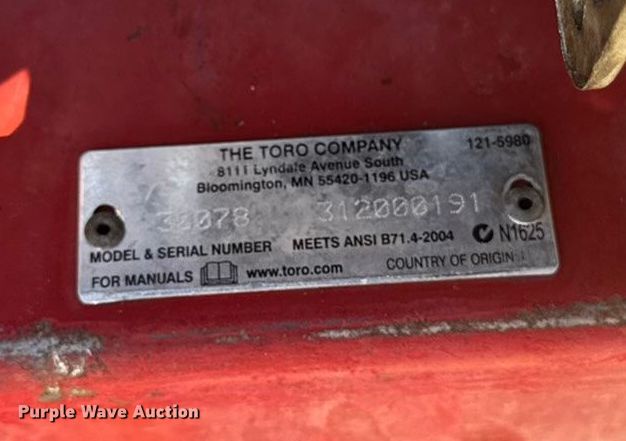 THE TORO COMPANY 121-5980
8111 Lyndale Avenue South
Bloomington, MN 55420-1196 USA
312000191
MODEL & SERIAL NUMBER MEETS ANSI B71.4-2004 N1625
FOR MANUALS www.toro.com COUNTRY OF ORIGIN
Purple Wave Auction